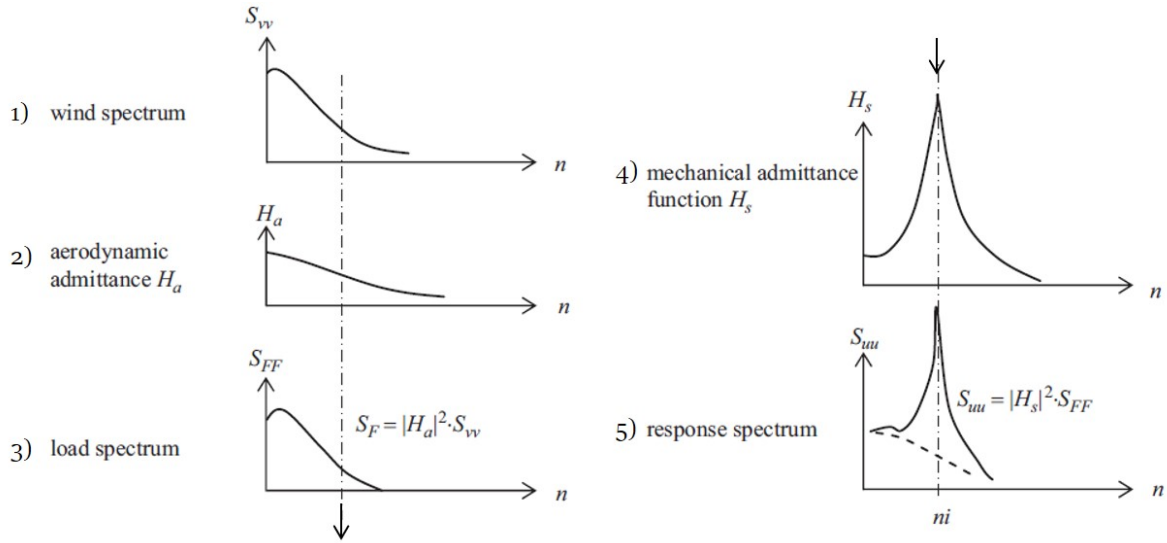 S_vv
1) wind spectrum
n
H_a
2) aerodynamic
admittance H_a
n
S_FF
S_F = |H_a|²·S_vv
3) load spectrum
n
H_s
4) mechanical admittance
function H_s
n
S_uu
S_uu = |H_s|²·S_FF
5) response spectrum
n
ni